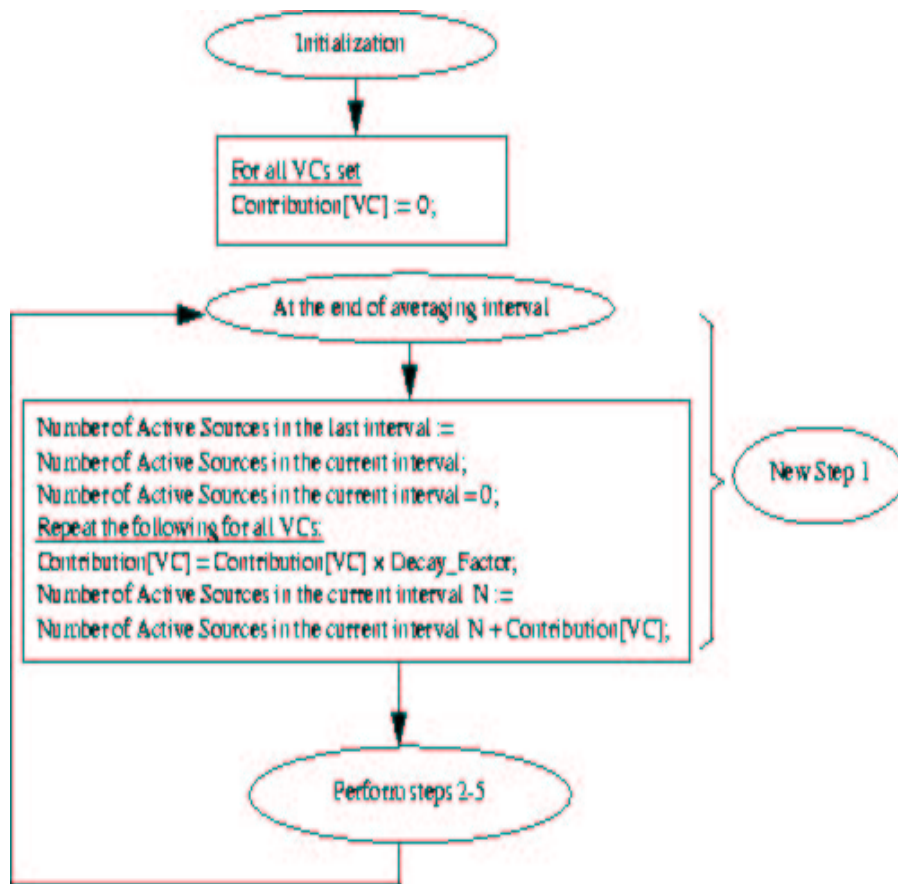 Initialization
For all VCs set
Contribution[VC] := 0;
At the end of averaging interval
Number of Active Sources in the last interval :=
Number of Active Sources in the current interval;
Number of Active Sources in the current interval = 0;
Repeat the following for all VCs:
Contribution[VC] = Contribution[VC] × Decay_Factor;
Number of Active Sources in the current interval N :=
Number of Active Sources in the current interval N + Contribution[VC];
New Step 1
Perform steps 2-5